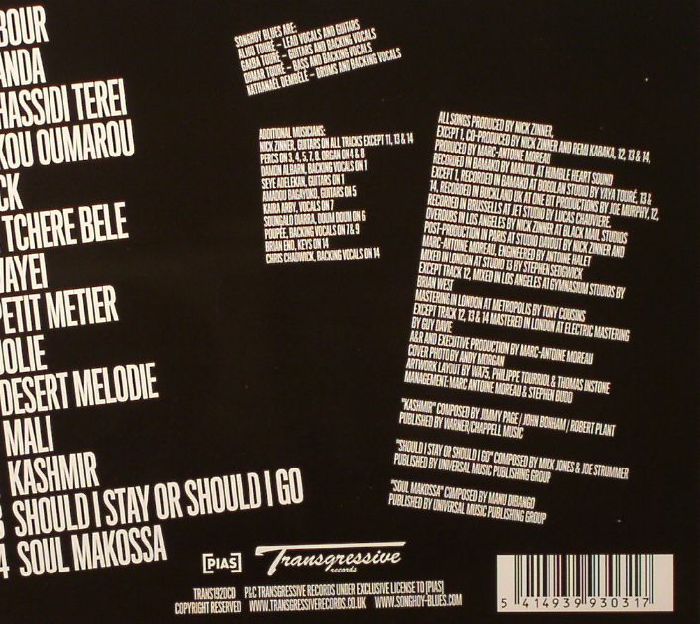 BOUR
ANDA
HASSIDI TEREI
KOU OUMAROU
CK
TCHERE BELE
JAYEI
PETIT METIER
JOLIE
DESERT MELODIE
MALI
KASHMIR
3 SHOULD I STAY OR SHOULD I GO
4 SOUL MAKOSSA
SONGHOY BLUES ARE:
ALIOU TOURÉ – LEAD VOCALS AND GUITARS
GARBA TOURÉ – GUITARS AND BACKING VOCALS
OUMAR TOURÉ – BASS AND BACKING VOCALS
NATHANAËL DEMBÉLÉ – DRUMS AND BACKING VOCALS
ADDITIONAL MUSICIANS:
NICK ZINNER, GUITARS ON ALL TRACKS EXCEPT 11, 13 & 14
PERCS ON 3, 4, 5, 7, 8. ORGAN ON 4 & 8
DAMON ALBARN, BACKING VOCALS ON 1
SEYE ADELEKAN, GUITARS ON 1
AMADOU BAGAYOKO, GUITARS ON 5
KAIRA ARBY, VOCALS ON 7
SOUNGALO DIARRA, DOUM DOUM ON 6
POUPÉE, BACKING VOCALS ON 7 & 9
BRIAN ENO, KEYS ON 14
CHRIS CHADWICK, BACKING VOCALS ON 14
ALL SONGS PRODUCED BY NICK ZINNER,
EXCEPT 1, CO-PRODUCED BY NICK ZINNER AND REMI KABAKA, 12, 13 & 14,
PRODUCED BY MARC-ANTOINE MOREAU
RECORDED IN BAMAKO BY MANJUL AT HUMBLE HEART SOUND
EXCEPT 1, RECORDED IN BAMAKO AT BOGOLAN STUDIO BY YAYA TOURÉ, 13 &
14, RECORDED IN BUCKLAND UK AT ONE BIT PRODUCTIONS BY JOE MURPHY, 12,
RECORDED IN BRUSSELLS AT JET STUDIO BY LUCAS CHAUVIÈRE.
OVERDUBS IN LOS ANGELES BY NICK ZINNER AT BLACK MAIL STUDIOS
POST-PRODUCTION IN PARIS AT STUDIO DAVOUT BY NICK ZINNER AND
MARC-ANTOINE MOREAU, ENGINEERED BY ANTOINE HALET
MIXED IN LONDON AT STUDIO 13 BY STEPHEN SEDGWICK
EXCEPT TRACK 12, MIXED IN LOS ANGELES AT GYMNASIUM STUDIOS BY
BRIAN WEST
MASTERING IN LONDON AT METROPOLIS BY TONY COUSINS
EXCEPT TRACK 12, 13 & 14 MASTERED IN LONDON AT ELECTRIC MASTERING
BY GUY DAVIE
A&R AND EXECUTIVE PRODUCTION BY MARC-ANTOINE MOREAU
COVER PHOTO BY ANDY MORGAN
ARTWORK LAYOUT BY WA75, PHILIPPE TOURRIOL & THOMAS INSTONE
MANAGEMENT: MARC ANTOINE MOREAU & STEPHEN BUDD
"KASHMIR" COMPOSED BY JIMMY PAGE / JOHN BONHAM / ROBERT PLANT
PUBLISHED BY WARNER/CHAPPELL MUSIC
"SHOULD I STAY OR SHOULD I GO" COMPOSED BY MICK JONES & JOE STRUMMER
PUBLISHED BY UNIVERSAL MUSIC PUBLISHING GROUP
"SOUL MAKOSSA" COMPOSED BY MANU DIBANGO
PUBLISHED BY UNIVERSAL MUSIC PUBLISHING GROUP
[PIAS]
Transgressive
records
TRANS192DCD P&C TRANSGRESSIVE RECORDS UNDER EXCLUSIVE LICENSE TO [PIAS]
COPYRIGHT RESERVED WWW.TRANSGRESSIVERECORDS.CO.UK WWW.SONGHOY-BLUES.COM
5 414939 930317